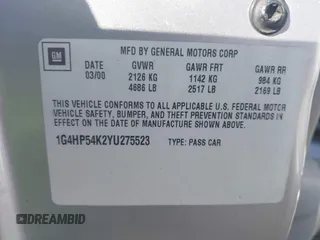 GM
MFD BY GENERAL MOTORS CORP
DATE GVWR GAWR FRT GAWR RR
03/00 2126 KG 1142 KG 984 KG
4686 LB 2517 LB 2169 LB
THIS VEHICLE CONFORMS TO ALL APPLICABLE U.S. FEDERAL MOTOR
VEHICLE SAFETY, BUMPER, AND THEFT PREVENTION STANDARDS IN
EFFECT ON THE DATE OF MANUFACTURE SHOWN ABOVE.
1G4HP54K2YU275523 TYPE: PASS CAR
DREAMBID